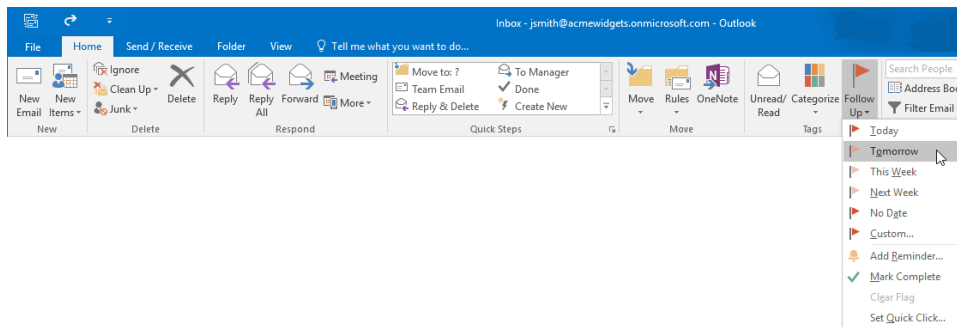 Inbox - jsmith@acmewidgets.onmicrosoft.com - Outlook
File Home Send / Receive Folder View Tell me what you want to do...
New Email
New Items
Ignore
Clean Up
Junk
Delete
Reply
Reply All
Forward
Meeting
More
Move to: ?
Team Email
Reply & Delete
To Manager
Done
Create New
Move
Rules
OneNote
Unread/ Read
Categorize
Follow Up
Search People
Address Boo
Filter Email
New Delete Respond Quick Steps Move Tags
Today
Tomorrow
This Week
Next Week
No Date
Custom...
Add Reminder...
Mark Complete
Clear Flag
Set Quick Click...